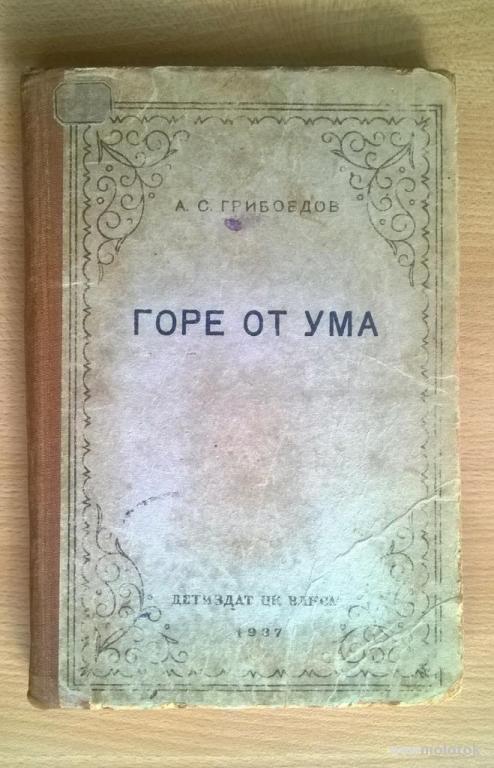 А. С. ГРИБОЕДОВ
ГОРЕ ОТ УМА
ДЕТИЗДАТ ЦК ВЛКСМ
1937